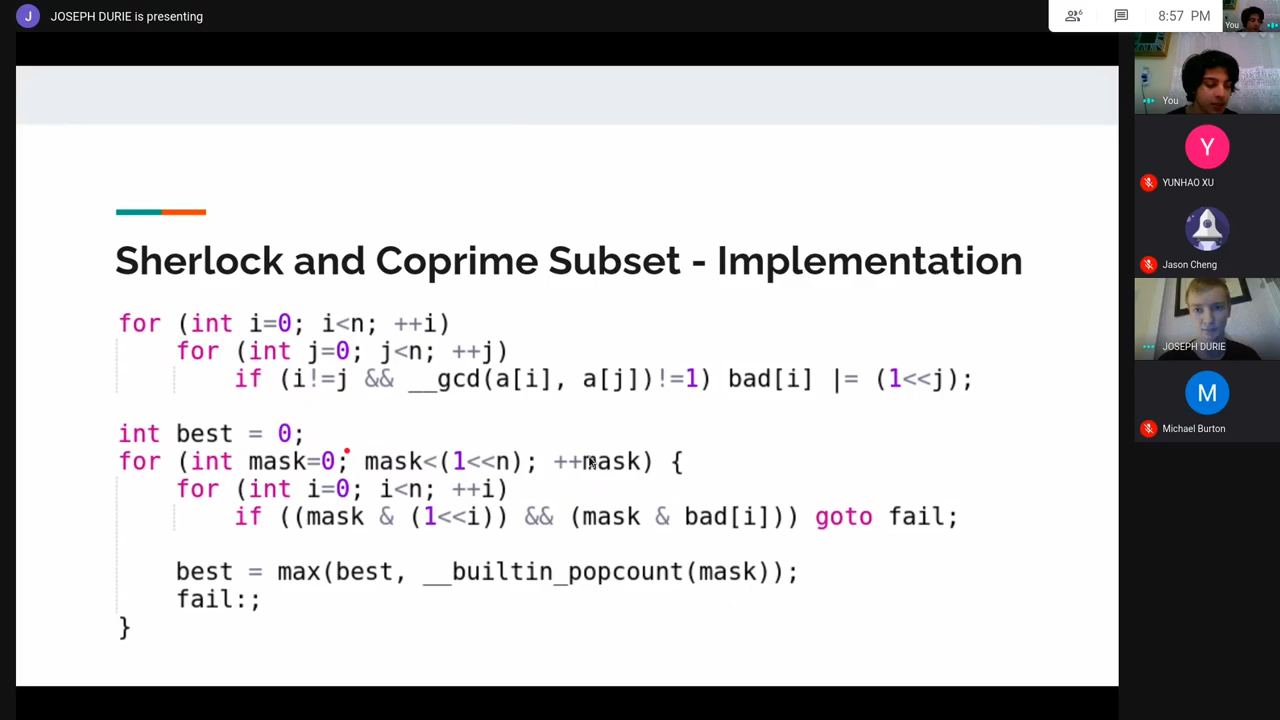 J JOSEPH DURIE is presenting
6
8:57 PM
You
You
Y
YUNHAO XU
Jason Cheng
JOSEPH DURIE
M
Michael Burton
Sherlock and Coprime Subset - Implementation
for (int i=0; i<n; ++i)
for (int j=0; j<n; ++j)
if (i!=j && __gcd(a[i], a[j])!=1) bad[i] |= (1<<j);
int best = 0;
for (int mask=0; mask<(1<<n); ++mask) {
for (int i=0; i<n; ++i)
if ((mask & (1<<i)) && (mask & bad[i])) goto fail;
best = max(best, __builtin_popcount(mask));
fail:;
}